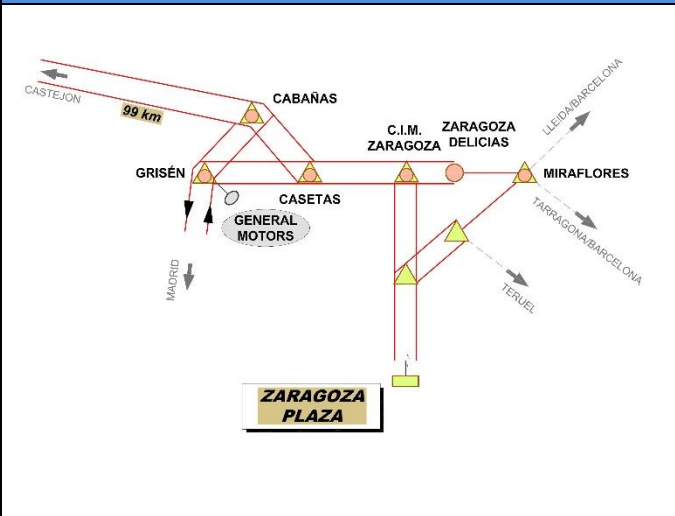 LLEIDA/BARCELONA
CASTEJON
99 km
CABAÑAS
C.I.M.
ZARAGOZA
ZARAGOZA
DELICIAS
GRISÉN
CASETAS
MIRAFLORES
GENERAL
MOTORS
TARRAGONA/BARCELONA
MADRID
TERUEL
ZARAGOZA
PLAZA